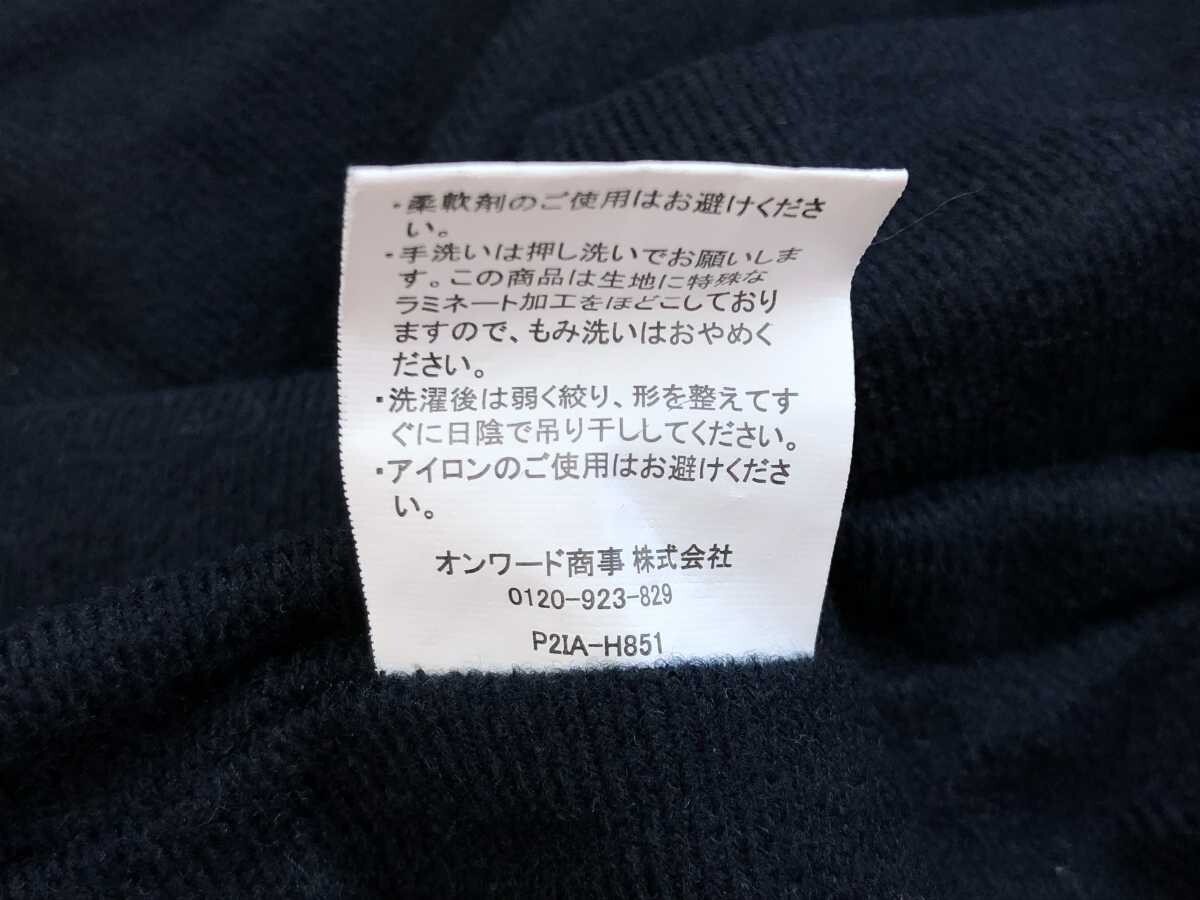 ・柔軟剤のご使用はお避けくださ
い。
・手洗いは押し洗いでお願いしま
す。この商品は生地に特殊な
ラミネート加工をほどこしており
ますので、もみ洗いはおやめく
ださい。
・洗濯後は弱く絞り、形を整えてす
ぐに日陰で吊り干ししてください。
・アイロンのご使用はお避けくださ
い。
オンワード商事 株式会社
0120-923-829
P2IA-H851